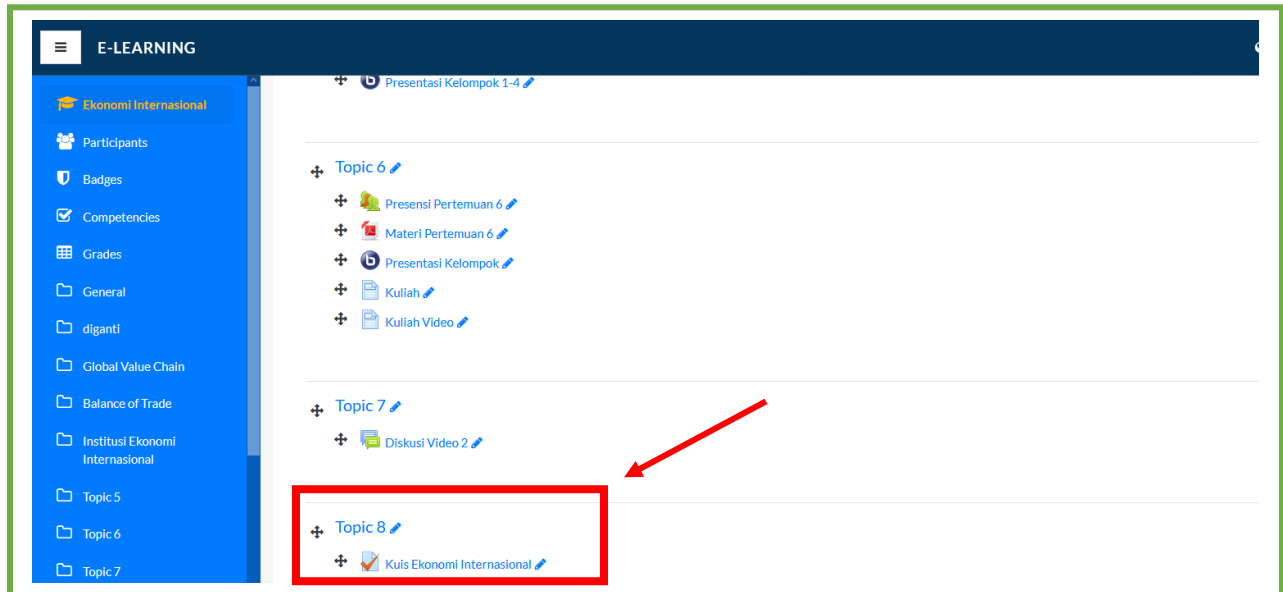 E-LEARNING
Ekonomi Internasional
Participants
Badges
Competencies
Grades
General
diganti
Global Value Chain
Balance of Trade
Institusi Ekonomi
Internasional
Topic 5
Topic 6
Topic 7
Presentasi Kelompok 1-4
Topic 6
Presensi Pertemuan 6
Materi Pertemuan 6
Presentasi Kelompok
Kuliah
Kuliah Video
Topic 7
Diskusi Video 2
Topic 8
Kuis Ekonomi Internasional